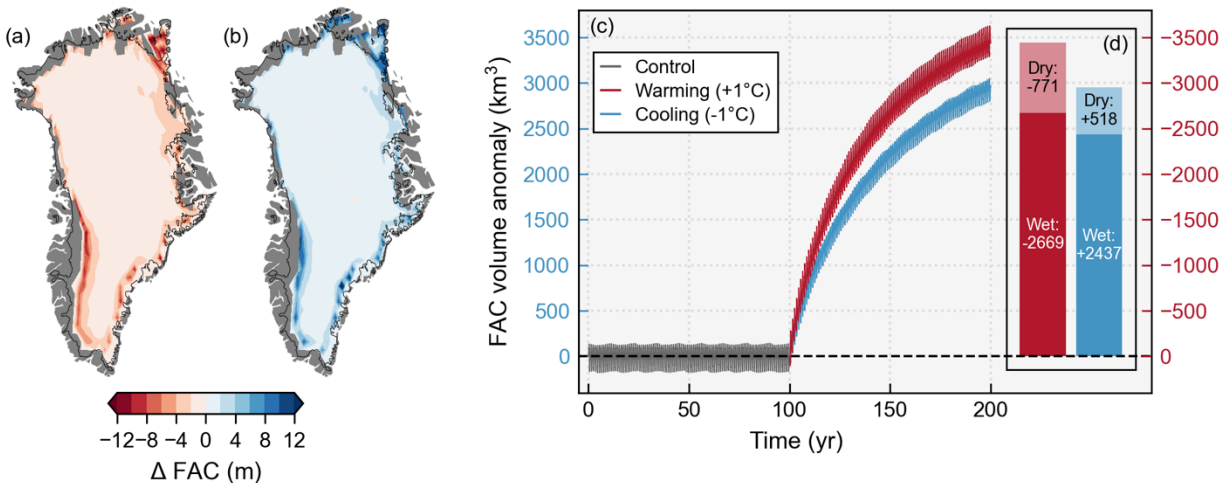 (a)
(b)
−12 −8 −4 0 4 8 12
Δ FAC (m)
(c)
FAC volume anomaly (km³)
3500
3000
2500
2000
1500
1000
500
0
Control
Warming (+1°C)
Cooling (-1°C)
0 50 100 150 200
Time (yr)
(d)
Dry:
-771
Wet:
-2669
Dry:
+518
Wet:
+2437
−3500
−3000
−2500
−2000
−1500
−1000
−500
0